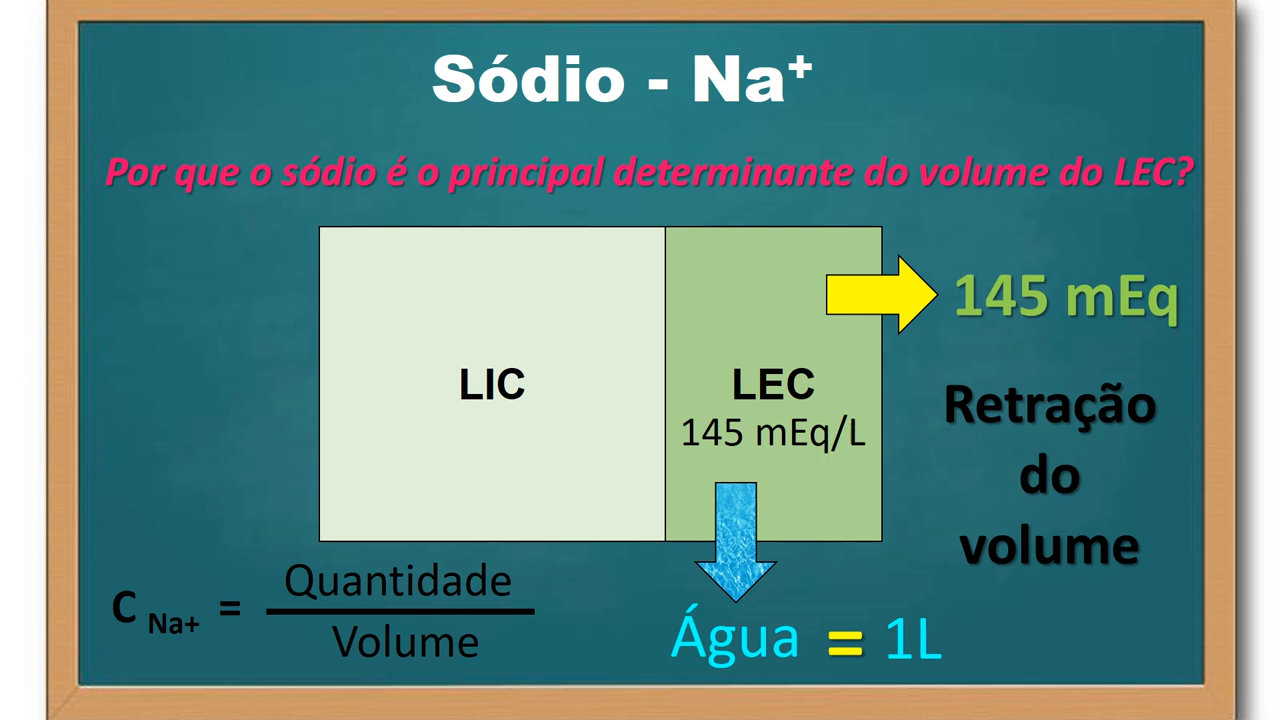 Sódio - Na⁺
Por que o sódio é o principal determinante do volume do LEC?
145 mEq
LIC
LEC
145 mEq/L
Retração
do
volume
C Na+ = Quantidade
Volume
Água = 1L